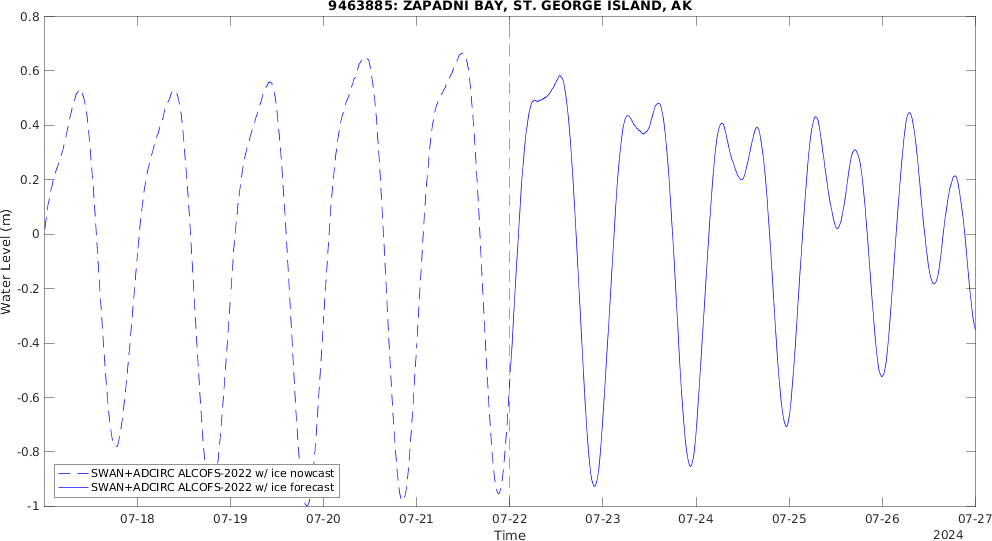 9463885: ZAPADNI BAY, ST. GEORGE ISLAND, AK
0.8
0.6
0.4
0.2
0
-0.2
-0.4
-0.6
-0.8
-1
Water Level (m)
SWAN+ADCIRC ALCOFS-2022 w/ ice nowcast
SWAN+ADCIRC ALCOFS-2022 w/ ice forecast
07-18 07-19 07-20 07-21 07-22 07-23 07-24 07-25 07-26 07-27
Time
2024